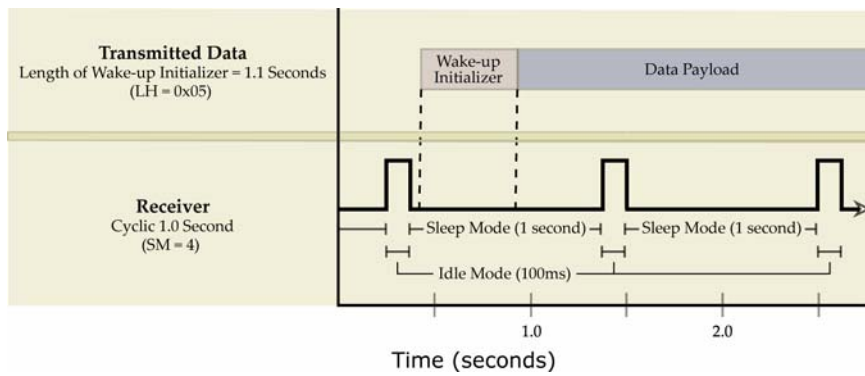 Transmitted Data
Length of Wake-up Initializer = 1.1 Seconds
(LH = 0x05)
Wake-up
Initializer
Data Payload
Receiver
Cyclic 1.0 Second
(SM = 4)
Sleep Mode (1 second)
Sleep Mode (1 second)
Idle Mode (100ms)
1.0
2.0
Time (seconds)